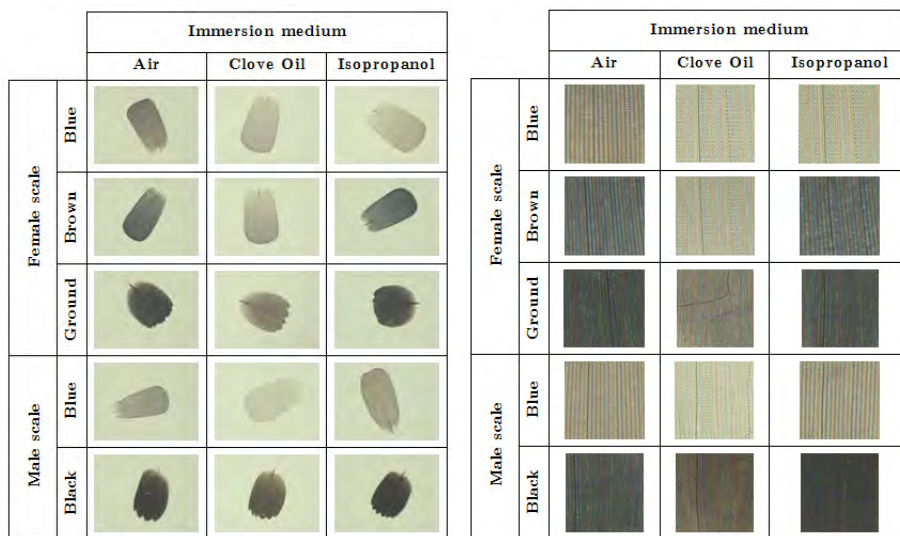 Immersion medium
Air Clove Oil Isopropanol
Female scale
Blue
Brown
Ground
Male scale
Blue
Black
Immersion medium
Air Clove Oil Isopropanol
Female scale
Blue
Brown
Ground
Male scale
Blue
Black